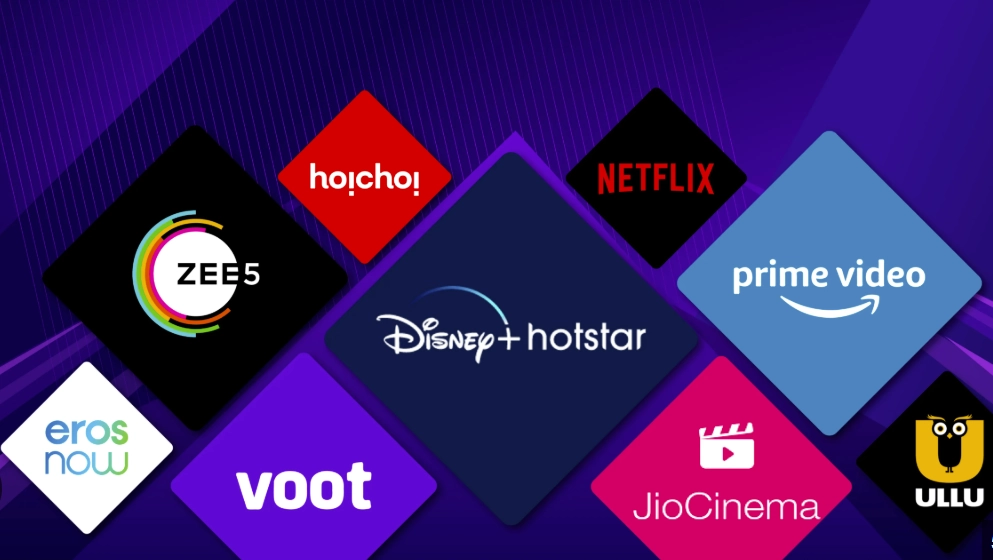 hoichoi
NETFLIX
ZEE5
prime video
Disney+ hotstar
eros
now
voot
JioCinema
ULLU